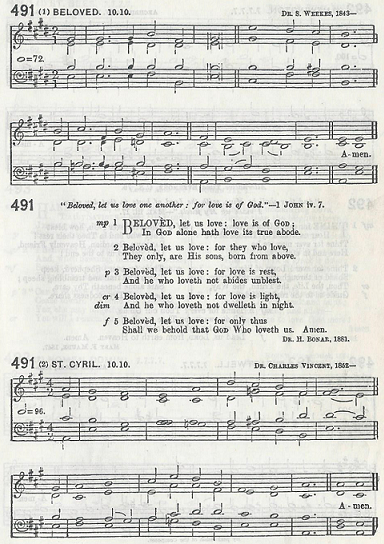 491 (1) BELOVED. 10.10. DR. S. WEEKES, 1843—
=72.
A-men.
491 "Beloved, let us love one another: for love is of God."—1 JOHN iv. 7.
mp 1 BELOVÈD, let us love: love is of GOD;
In GOD alone hath love its true abode.
2 Belovèd, let us love: for they who love,
They only, are His sons, born from above.
p 3 Belovèd, let us love: for love is rest,
And he who loveth not abides unblest.
cr 4 Belovèd, let us love: for love is light,
dim And he who loveth not dwelleth in night.
f 5 Belovèd, let us love: for only thus
Shall we behold that GOD Who loveth us. Amen.
DR. H. BONAR, 1881.
491 (2) ST. CYRIL. 10.10. DR. CHARLES VINCENT, 1852—
=96.
A-men.